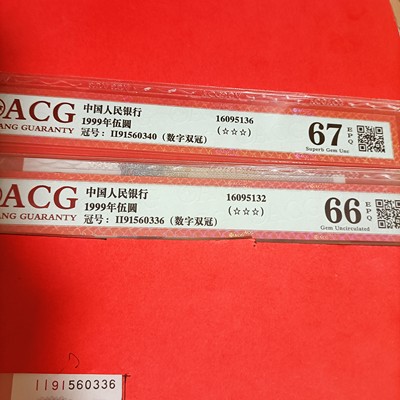 ACG
ANG GUARANTY
中国人民银行
1999年伍圆
冠号：II91560340（数字双冠）
16095136
(☆☆☆)
67
EPQ
Superb Gem Unc
ACG
ANG GUARANTY
中国人民银行
1999年伍圆
冠号：II91560336（数字双冠）
16095132
(☆☆☆)
66
EPQ
Gem Uncirculated
II91560336